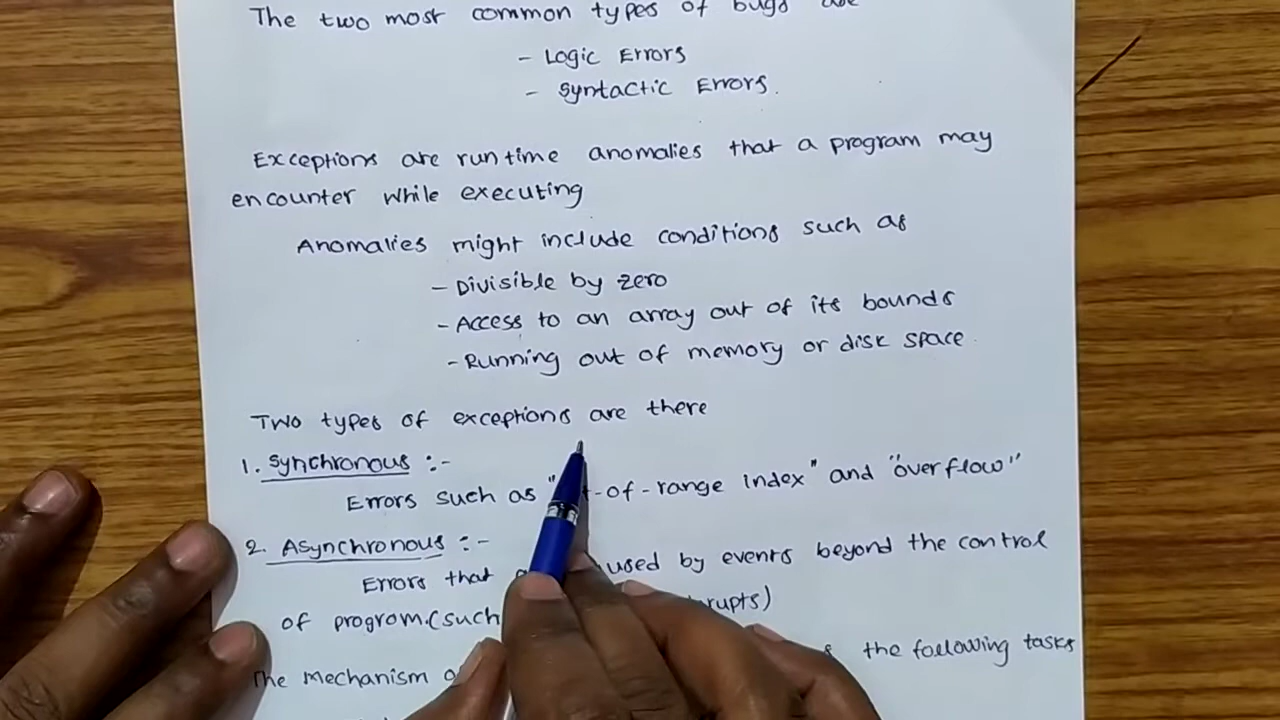 The two most common types of bugs are
- Logic Errors
- Syntactic Errors.
Exceptions are run time anomalies that a program may
encounter while executing
Anomalies might include conditions such as
- Divisible by zero
- Access to an array out of its bounds
- Running out of memory or disk space.
Two types of exceptions are there
1. Synchronous :-
Errors such as "-of-range index" and "overflow"
2. Asynchronous :-
Errors that by events beyond the control
of program.(such
The mechanism the following tasks